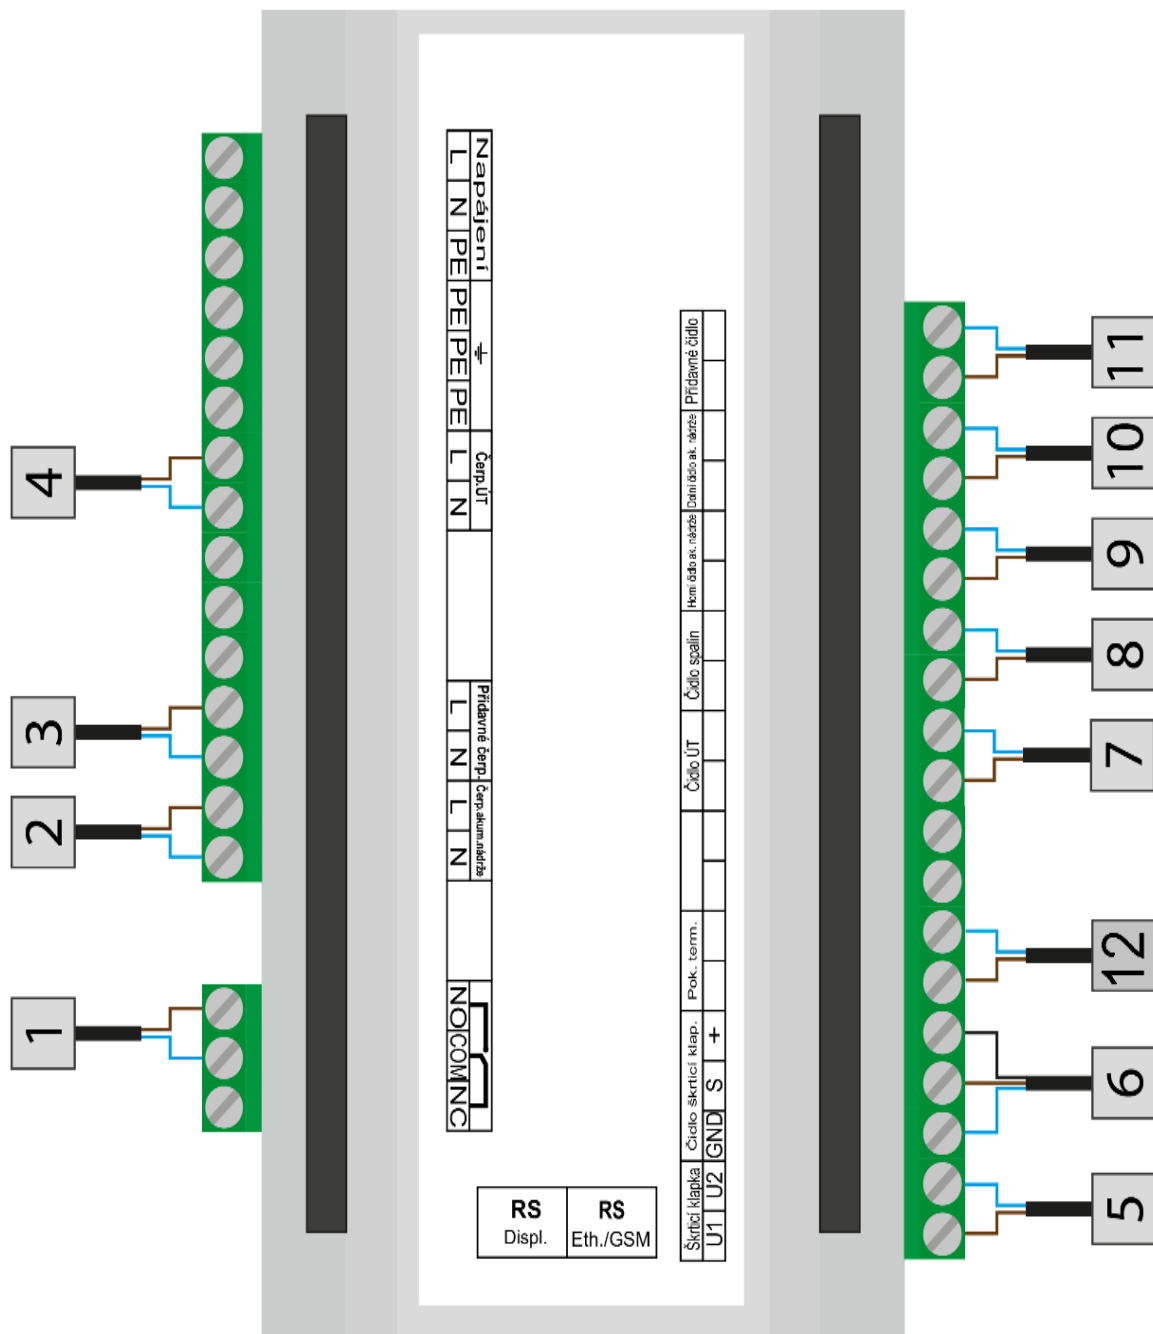 Napájení
L N PE
PE PE PE
Čerp.ÚT
L N
Přídavné čerp.
L N
Čerp.akum.nádrže
L N
NO COM NC
4
3
2
1
Přídavné čidlo
Dolní čidlo ak. nádrže
Horní čidlo ak. nádrže
Čidlo spalin
Čidlo ÚT
Pok. term.
Čidlo škrticí klap.
+ S GND
Škrticí klapka
U2 U1
RS
Displ.
RS
Eth./GSM
11
10
9
8
7
12
6
5